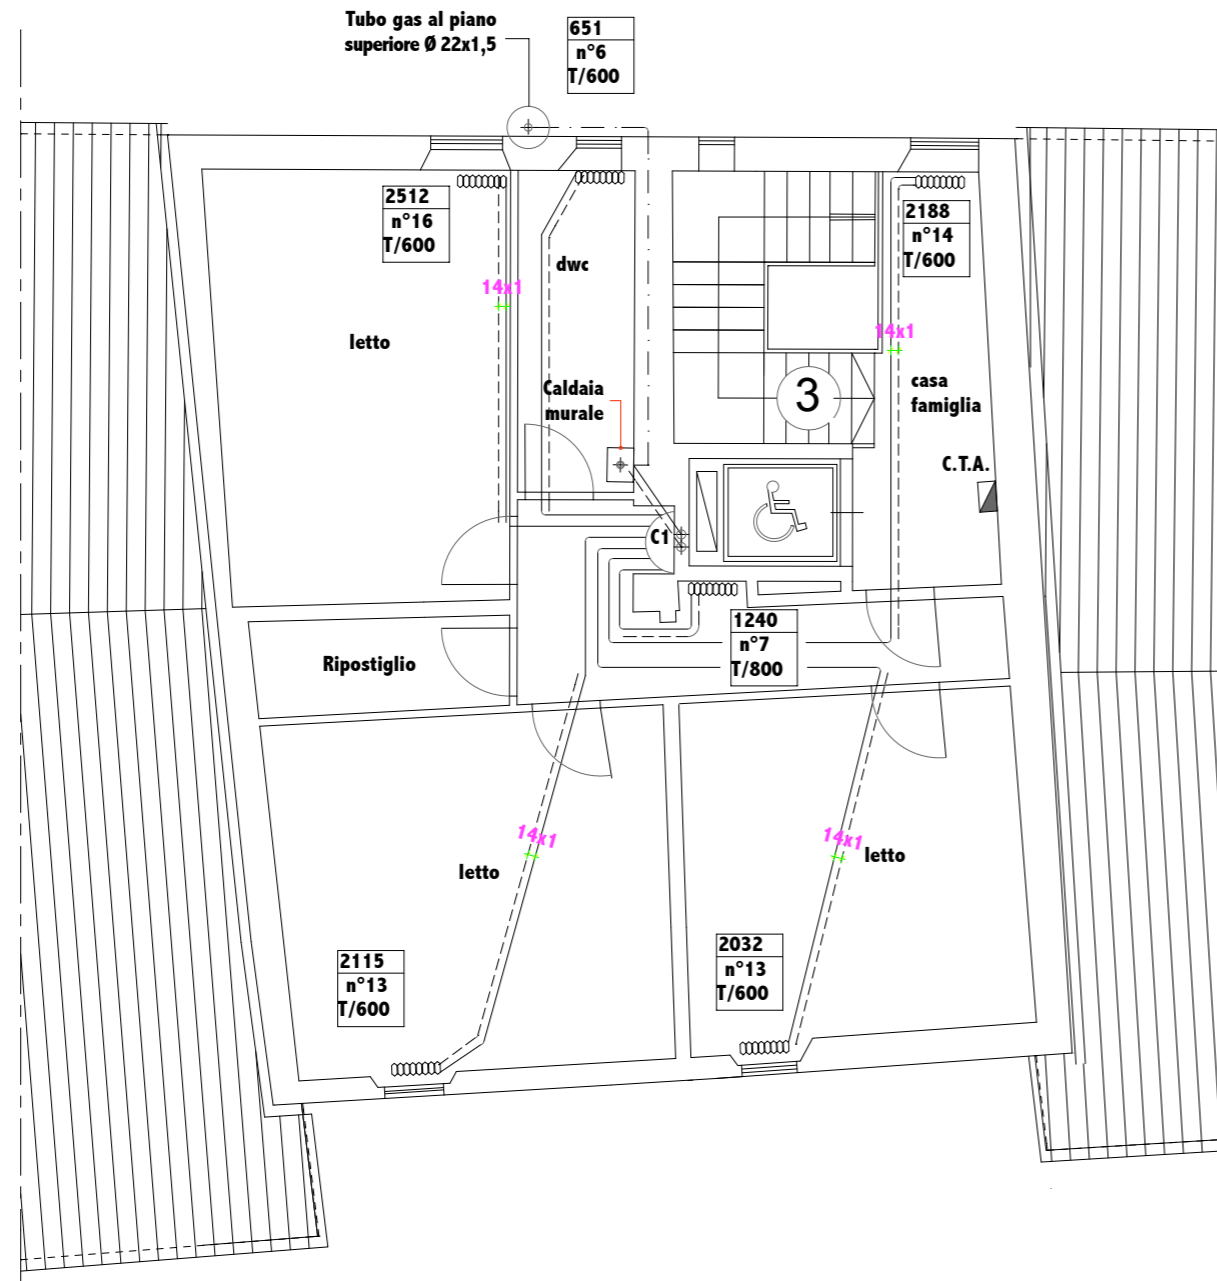 Tubo gas al piano
superiore Ø 22x1,5
651
n°6
T/600
2512
n°16
T/600
2188
n°14
T/600
dwc
14x1
letto
14x1
Caldaia
murale
3
casa
famiglia
C.T.A.
C1
1240
n°7
T/800
Ripostiglio
14x1
letto
14x1
letto
2115
n°13
T/600
2032
n°13
T/600